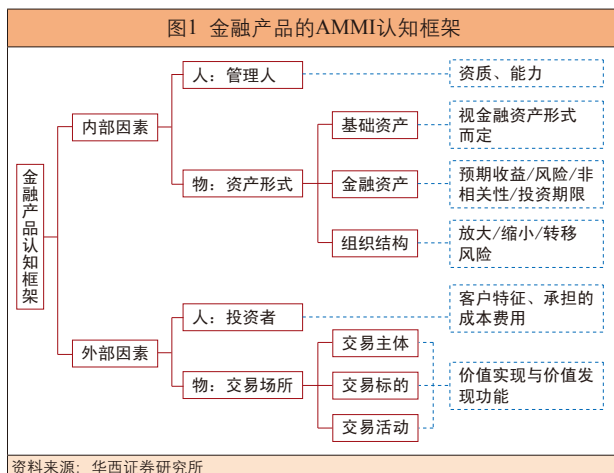 图1 金融产品的AMMI认知框架
金融产品认知框架
内部因素
人：管理人
资质、能力
物：资产形式
基础资产
视金融资产形式
而定
金融资产
预期收益/风险/非
相关性/投资期限
组织结构
放大/缩小/转移
风险
外部因素
人：投资者
客户特征、承担的
成本费用
物：交易场所
交易主体
交易标的
交易活动
价值实现与价值发
现功能
资料来源：华西证券研究所